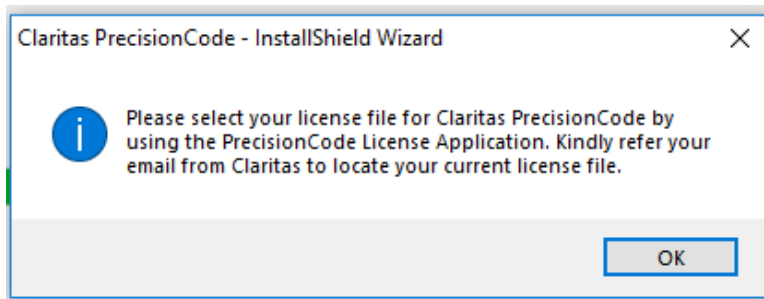 Claritas PrecisionCode - InstallShield Wizard
Please select your license file for Claritas PrecisionCode by
using the PrecisionCode License Application. Kindly refer your
email from Claritas to locate your current license file.
OK